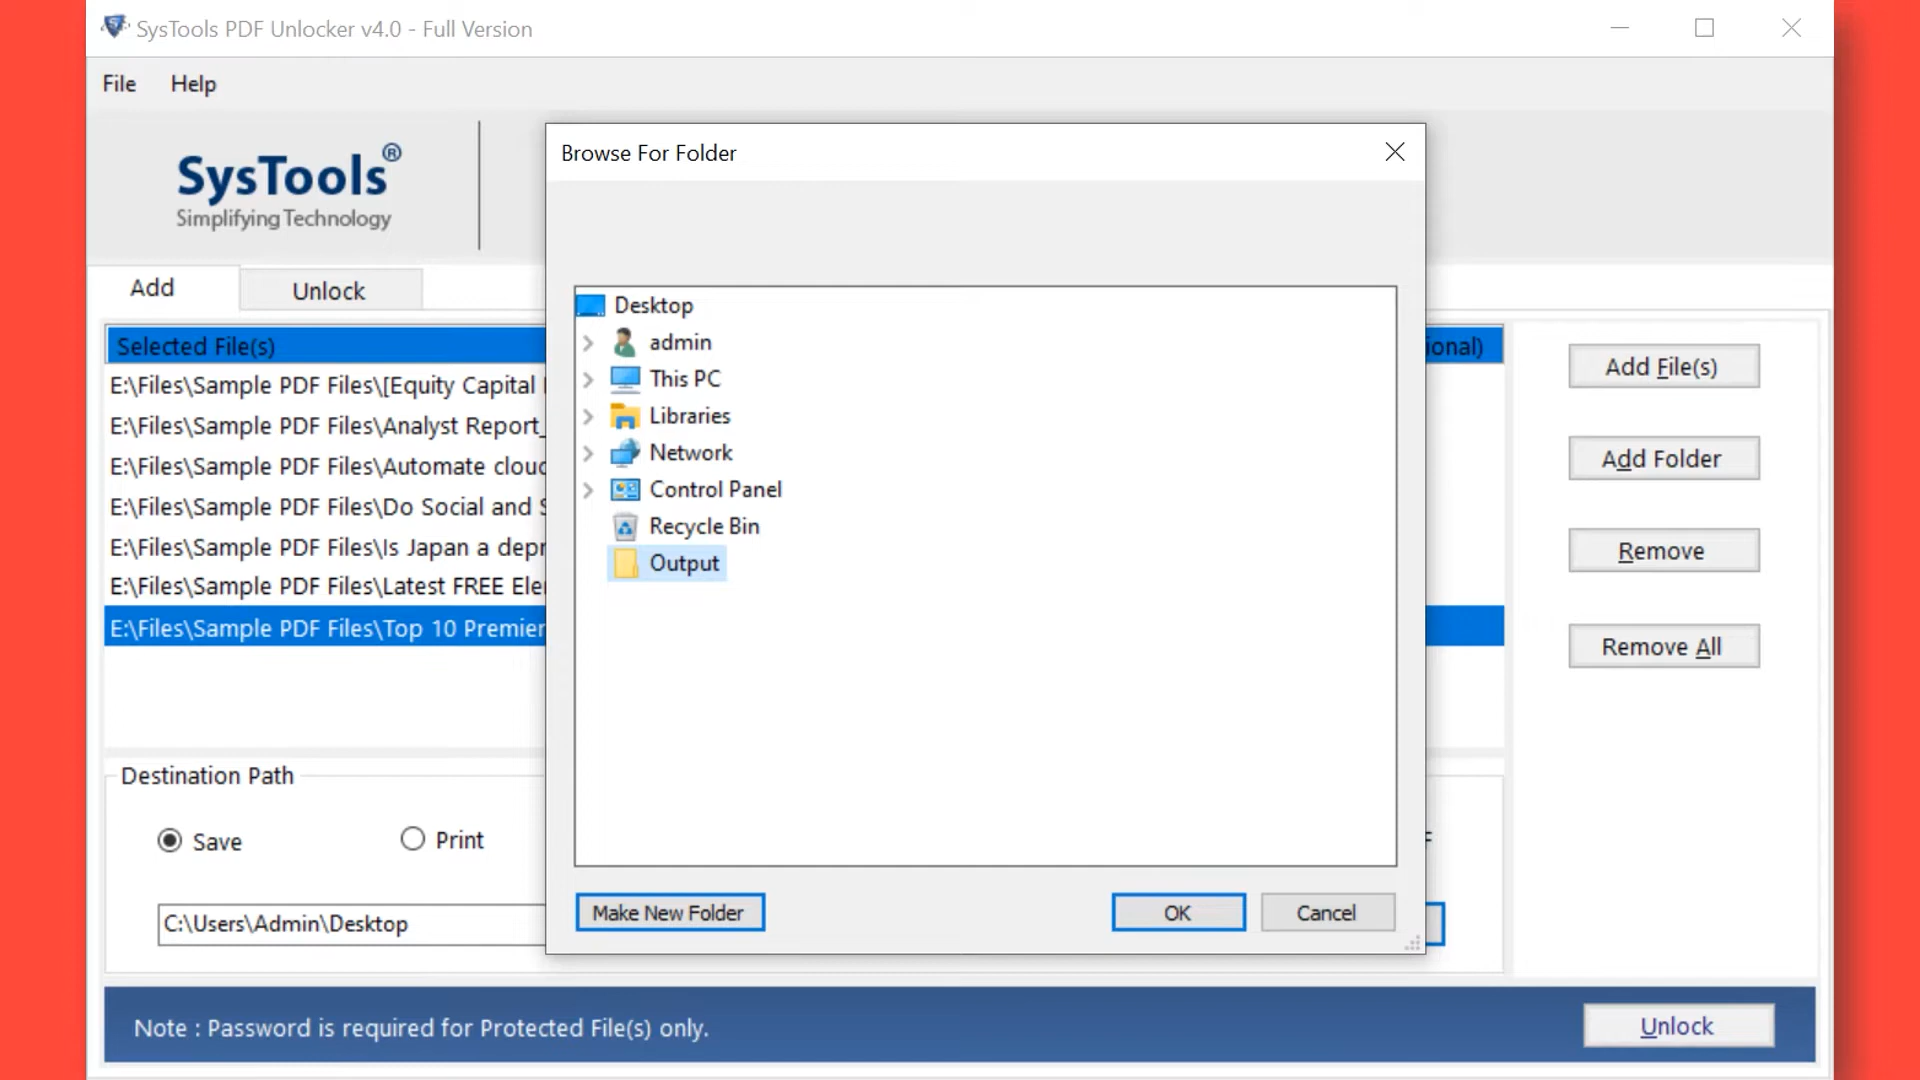 SysTools PDF Unlocker v4.0 - Full Version
File Help
SysTools®
Simplifying Technology
Add Unlock
Selected File(s)
E:\Files\Sample PDF Files\[Equity Capital
E:\Files\Sample PDF Files\Analyst Report_
E:\Files\Sample PDF Files\Automate cloud
E:\Files\Sample PDF Files\Do Social and S
E:\Files\Sample PDF Files\Is Japan a depr
E:\Files\Sample PDF Files\Latest FREE Ele
E:\Files\Sample PDF Files\Top 10 Premier
Browse For Folder
Desktop
admin
This PC
Libraries
Network
Control Panel
Recycle Bin
Output
Make New Folder OK Cancel
ional)
Add File(s)
Add Folder
Remove
Remove All
Destination Path
Save Print
C:\Users\Admin\Desktop
Note : Password is required for Protected File(s) only.
Unlock